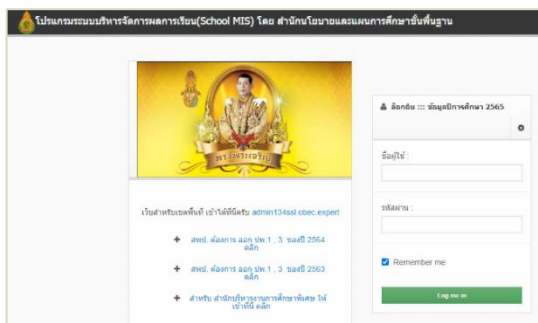 โปรแกรมระบบบริหารจัดการผลการเรียน(School MIS) โดย สำนักนโยบายและแผนการศึกษาขั้นพื้นฐาน
ทรงพระเจริญ
เว็บสำหรับเขตพื้นที่ เข้าได้ที่นี่ครับ admin134ssl.obec.expert
สพป. ต้องการ ออก ปพ.1 , 3 ของปี 2564
คลิก
สพป. ต้องการ ออก ปพ.1 , 3 ของปี 2563
คลิก
สำหรับ สำนักบริหารงานการศึกษาพิเศษ ให้
เข้าที่นี่ คลิก
ล็อกอิน ::: ข้อมูลปีการศึกษา 2565
ชื่อผู้ใช้ :
รหัสผ่าน :
Remember me
Log me in